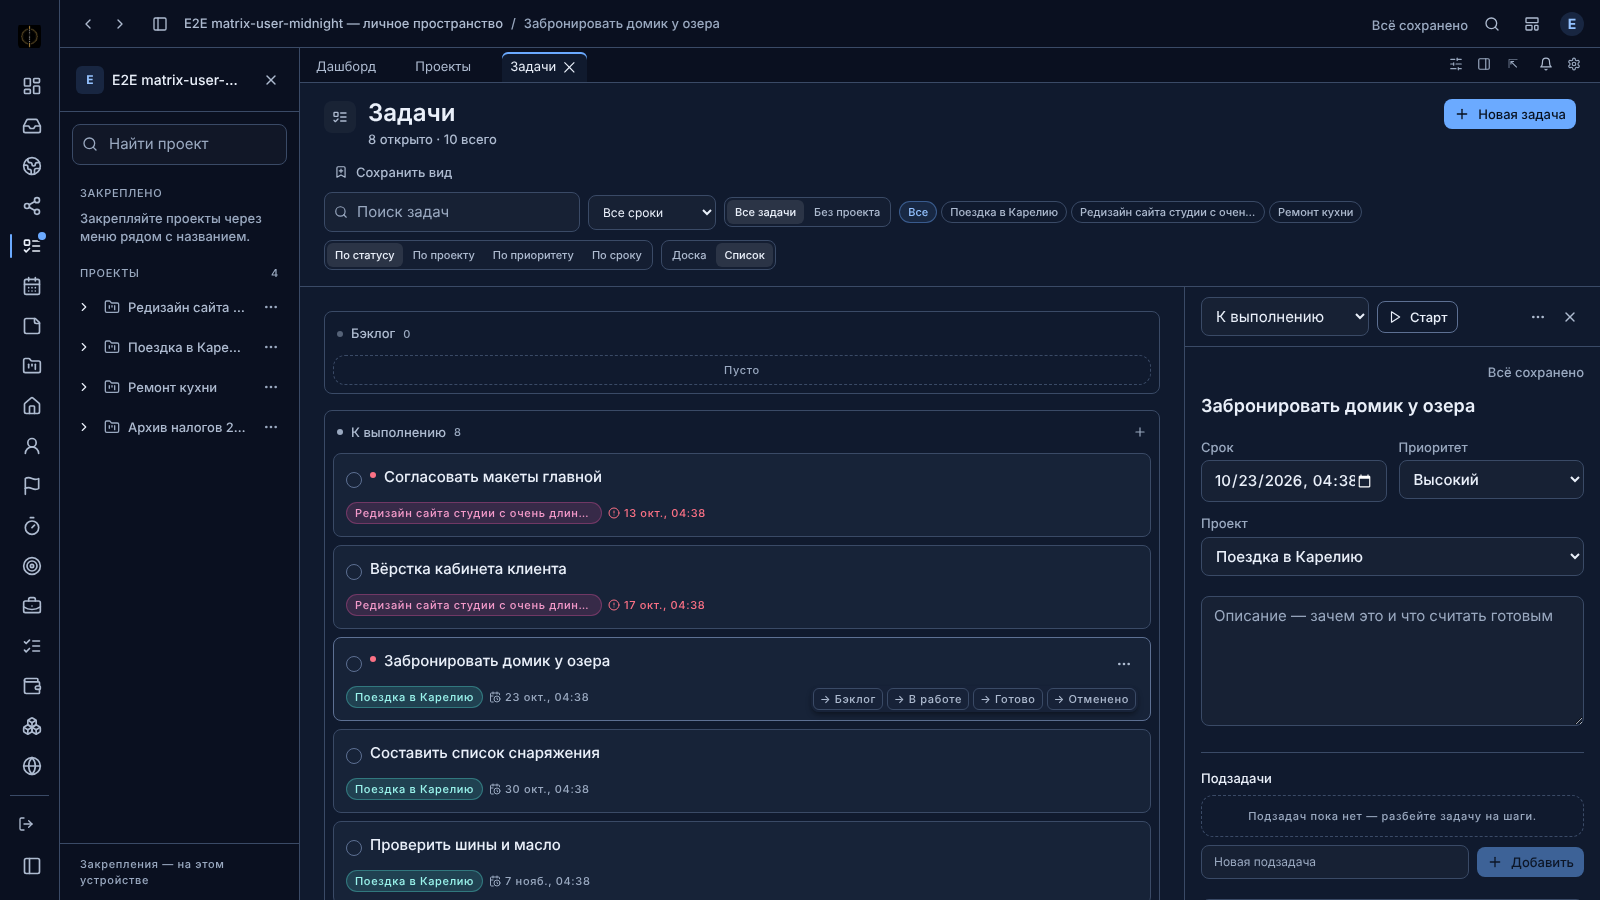 E2E matrix-user-midnight — личное пространство / Забронировать домик у озера
Всё сохранено
E
E
E2E matrix-user-...
Найти проект
ЗАКРЕПЛЕНО
Закрепляйте проекты через
меню рядом с названием.
ПРОЕКТЫ 4
Редизайн сайта ...
Поездка в Каре...
Ремонт кухни
Архив налогов 2...
Закрепления — на этом
устройстве
Дашборд Проекты Задачи
Задачи
8 открыто · 10 всего
Новая задача
Сохранить вид
Поиск задач
Все сроки
Все задачи Без проекта
Все Поездка в Карелию Редизайн сайта студии с очен... Ремонт кухни
По статусу По проекту По приоритету По сроку
Доска Список
Бэклог 0
Пусто
К выполнению 8
Согласовать макеты главной
Редизайн сайта студии с очень длин... 13 окт., 04:38
Вёрстка кабинета клиента
Редизайн сайта студии с очень длин... 17 окт., 04:38
Забронировать домик у озера
Поездка в Карелию 23 окт., 04:38
→ Бэклог → В работе → Готово → Отменено
Составить список снаряжения
Поездка в Карелию 30 окт., 04:38
Проверить шины и масло
Поездка в Карелию 7 нояб., 04:38
К выполнению
Старт
Всё сохранено
Забронировать домик у озера
Срок Приоритет
10/23/2026, 04:38 Высокий
Проект
Поездка в Карелию
Описание — зачем это и что считать готовым
Подзадачи
Подзадач пока нет — разбейте задачу на шаги.
Новая подзадача
Добавить